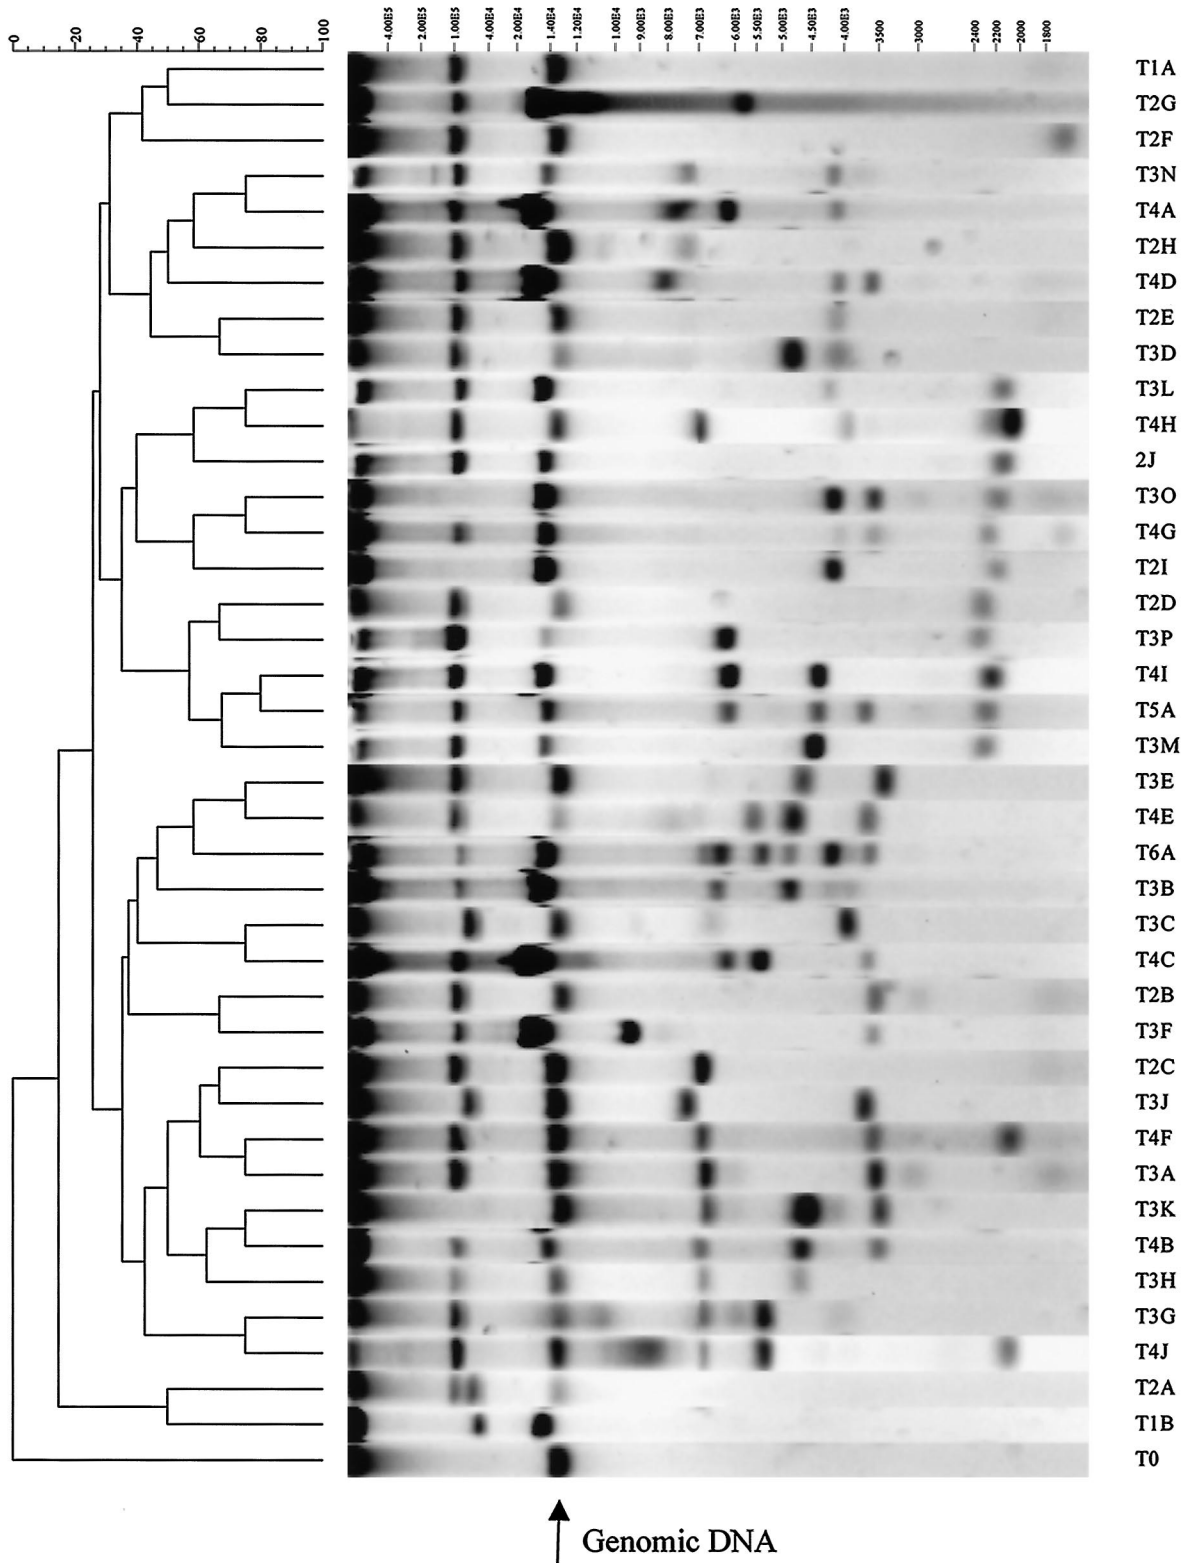 0 20 40 60 80 100
4.00E5 2.00E5 1.00E5 4.00E4 2.00E4 1.40E4 1.20E4 1.00E4 9.00E3 8.00E3 7.00E3 6.00E3 5.50E3 5.00E3 4.50E3 4.00E3 3500 3000 2400 2200 2000 1800
T1A
T2G
T2F
T3N
T4A
T2H
T4D
T2E
T3D
T3L
T4H
2J
T3O
T4G
T2I
T2D
T3P
T4I
T5A
T3M
T3E
T4E
T6A
T3B
T3C
T4C
T2B
T3F
T2C
T3J
T4F
T3A
T3K
T4B
T3H
T3G
T4J
T2A
T1B
T0
Genomic DNA